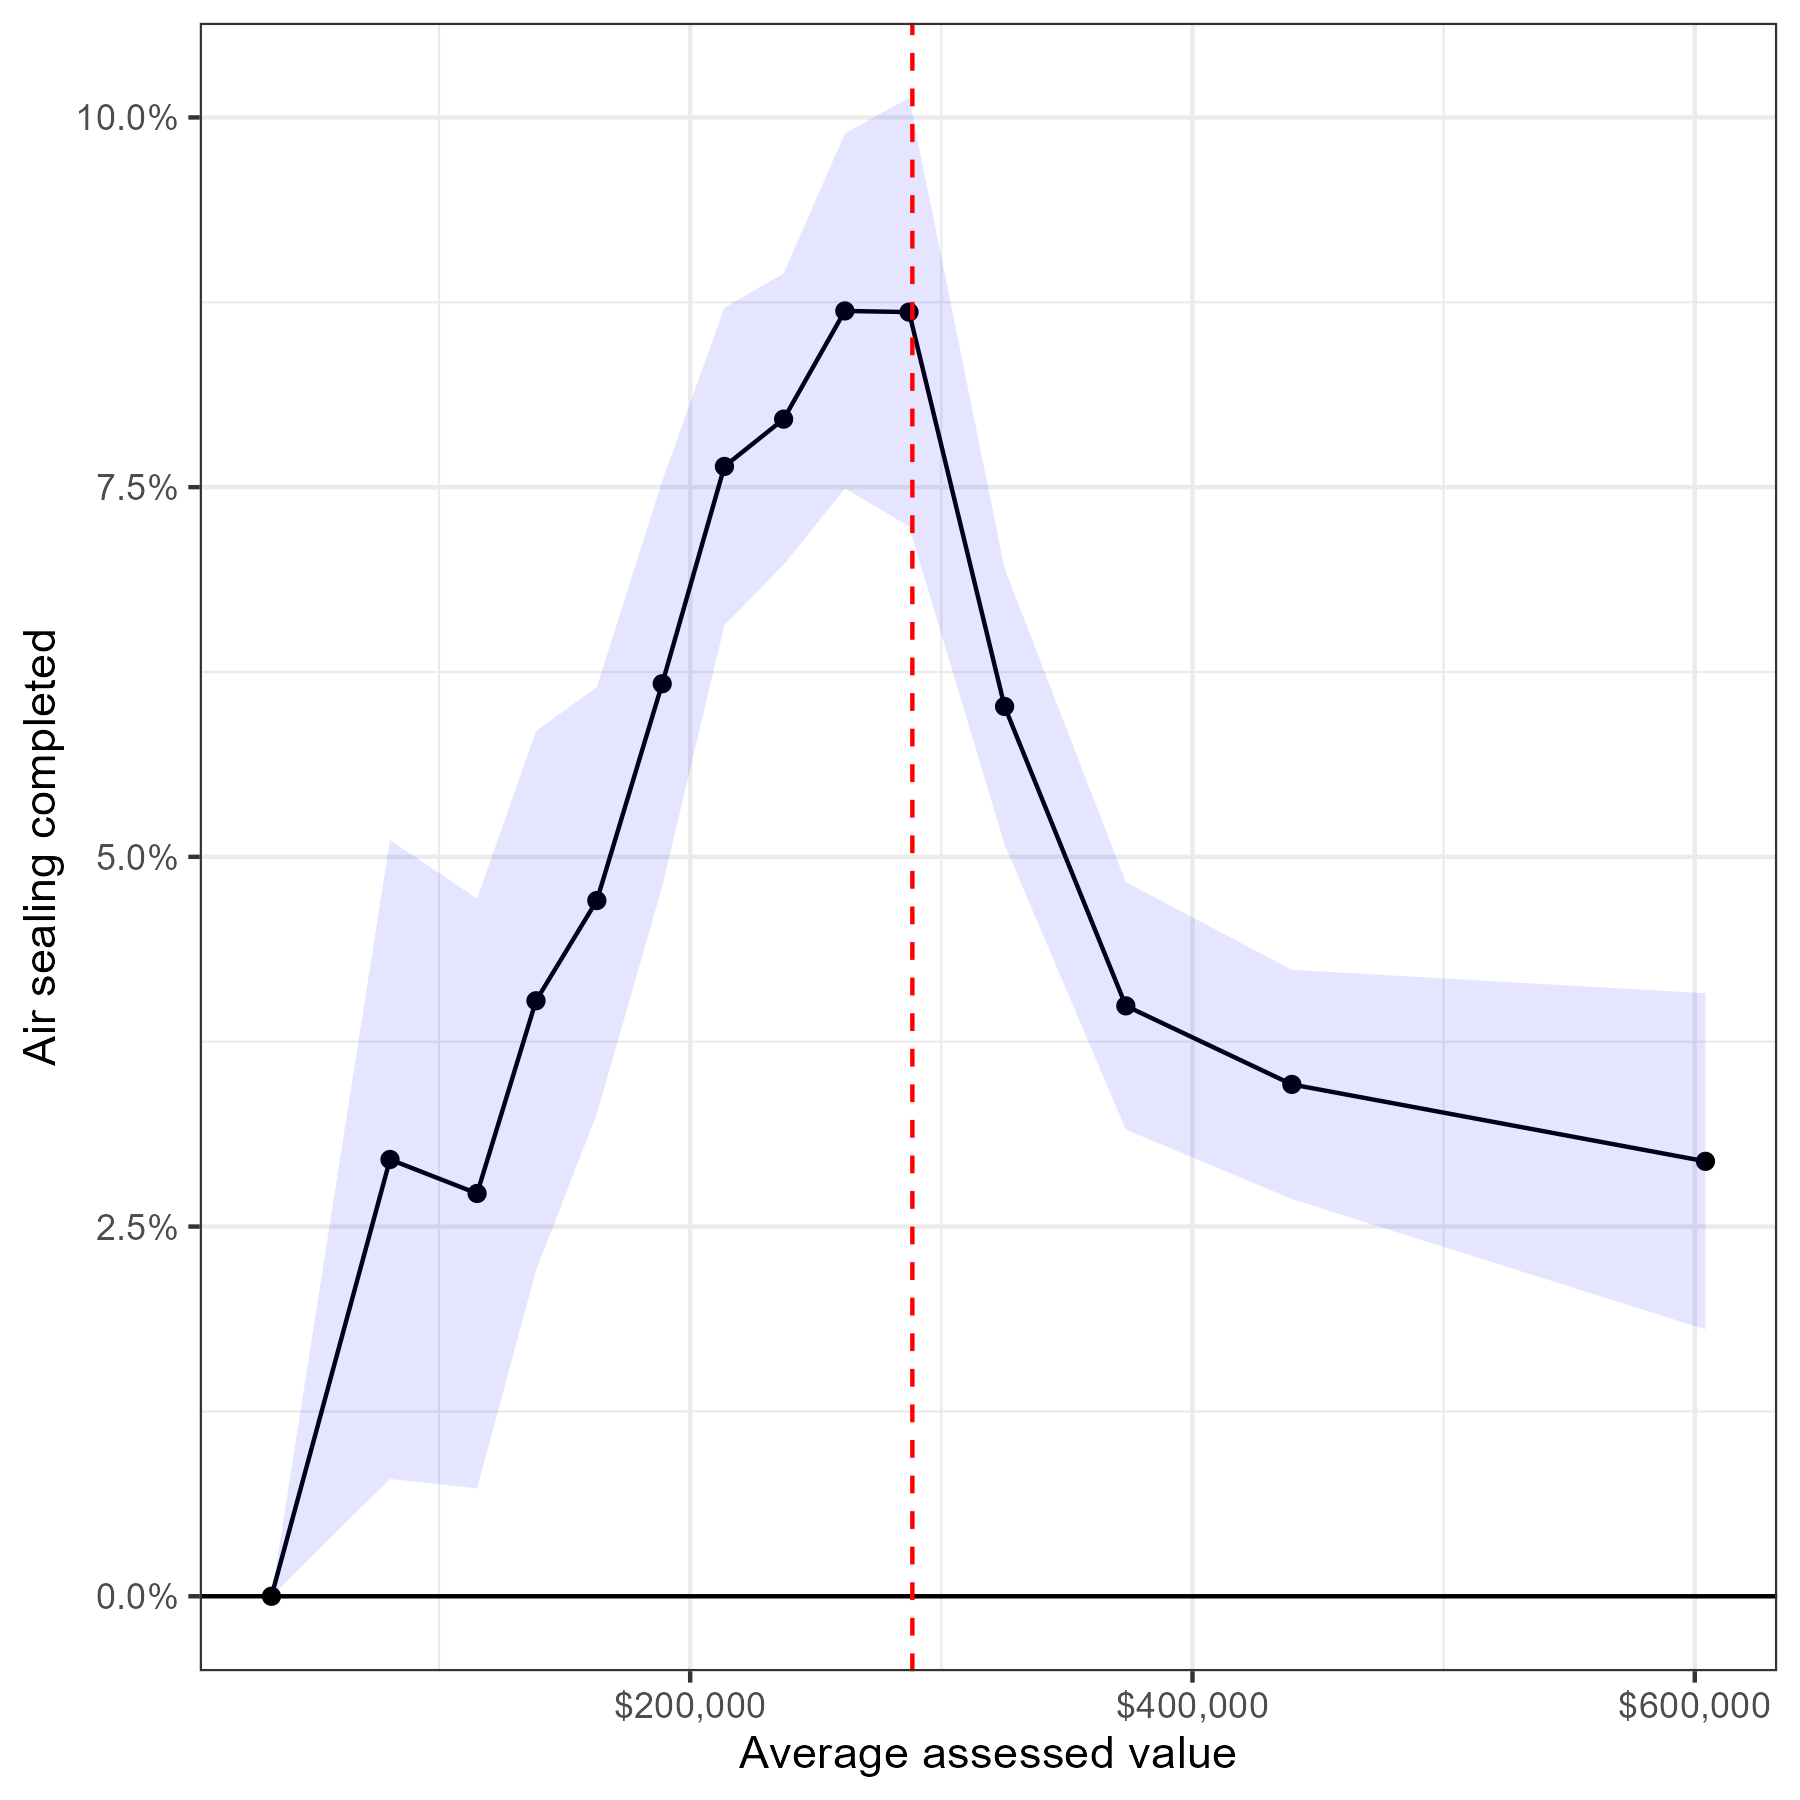 10.0%
7.5%
5.0%
2.5%
0.0%
Air sealing completed
$200,000 $400,000 $600,000
Average assessed value